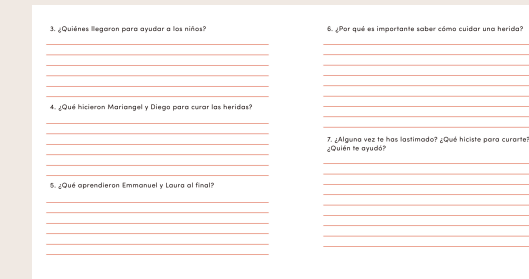 3. ¿Quiénes llegaron para ayudar a los niños?
4. ¿Qué hicieron Mariangel y Diego para curar las heridas?
5. ¿Qué aprendieron Emmanuel y Laura al final?
6. ¿Por qué es importante saber cómo cuidar una herida?
7. ¿Alguna vez te has lastimado? ¿Qué hiciste para curarte?
¿Quién te ayudó?